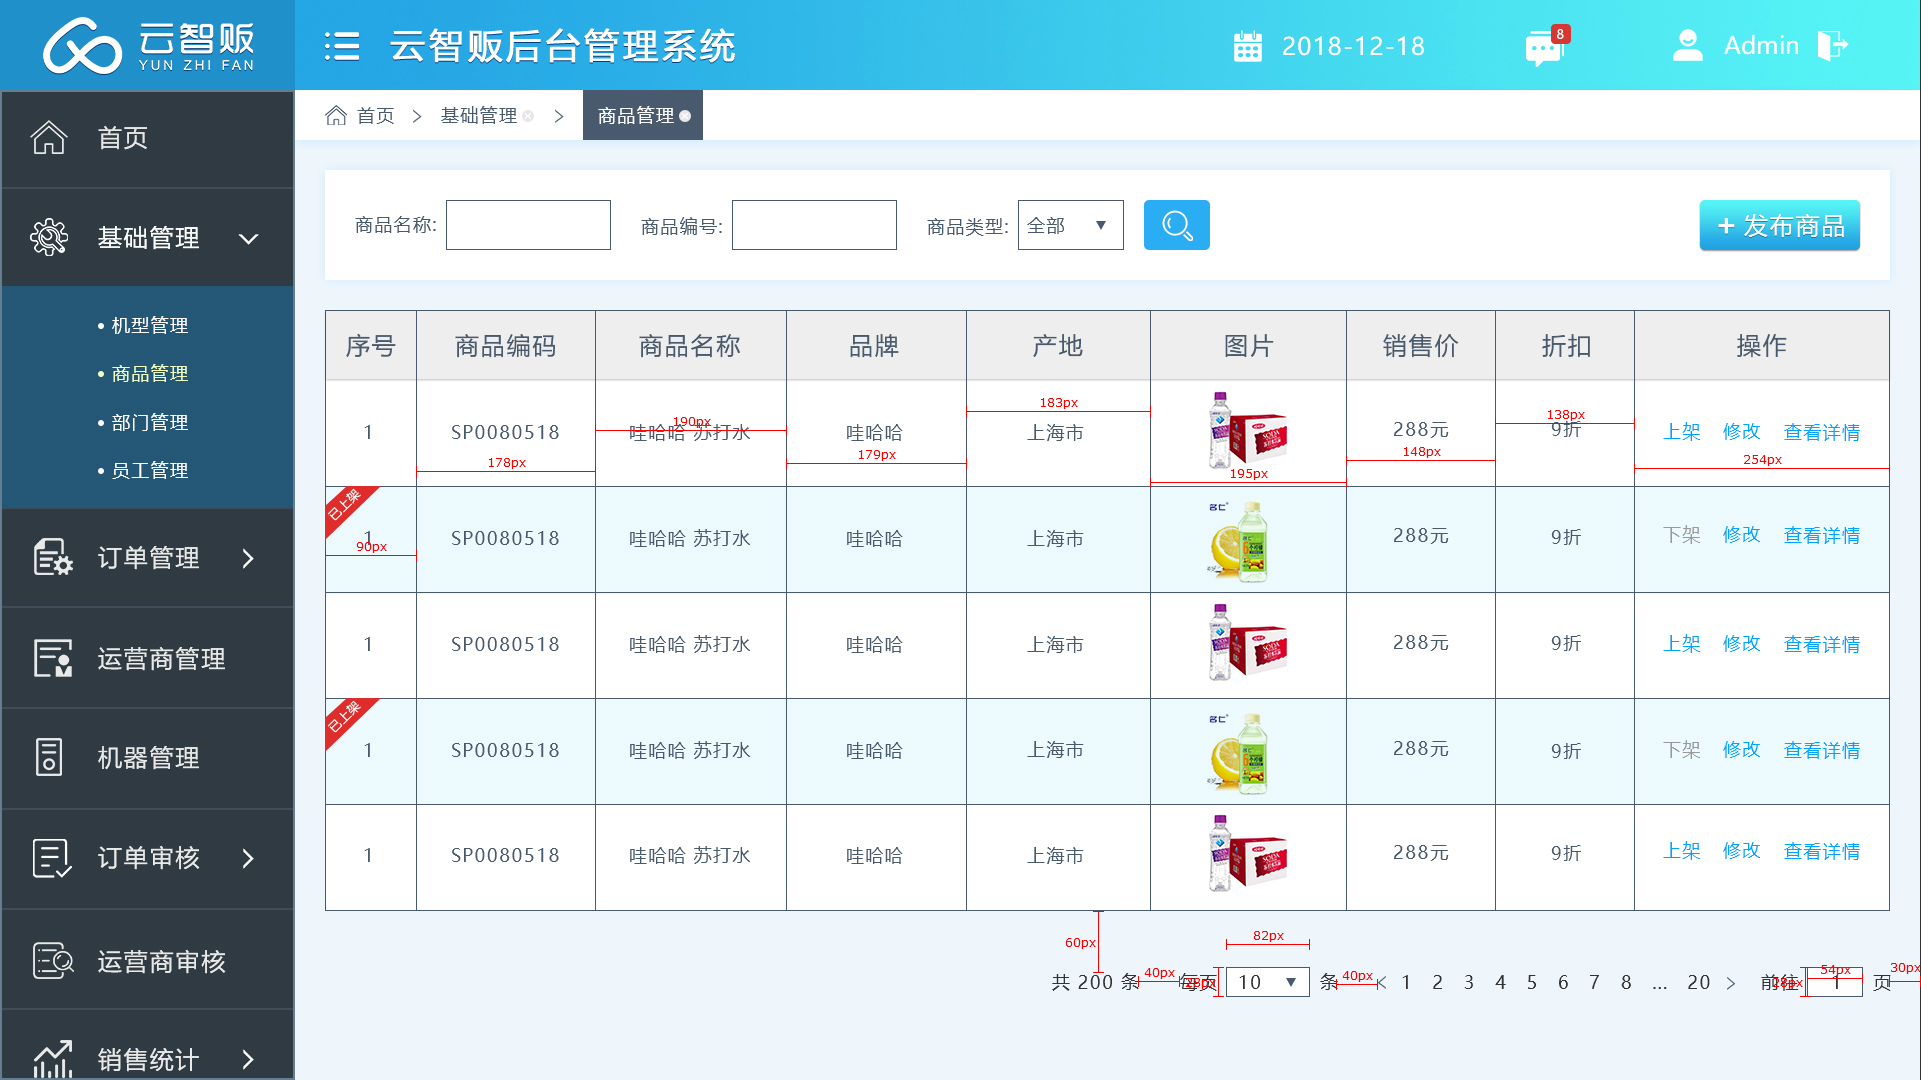 云智贩
YUN ZHI FAN
云智贩后台管理系统
2018-12-18
8
Admin
首页
基础管理
• 机型管理
• 商品管理
• 部门管理
• 员工管理
订单管理
运营商管理
机器管理
订单审核
运营商审核
销售统计
首页 > 基础管理 > 商品管理
商品名称:
商品编号:
商品类型: 全部 ▼
+ 发布商品
序号 商品编码 商品名称 品牌 产地 图片 销售价 折扣 操作
1 SP0080518 哇哈哈 苏打水 哇哈哈 上海市 288元 9折 上架 修改 查看详情
178px 190px 179px 183px 195px 148px 138px 254px
已上架
1 SP0080518 哇哈哈 苏打水 哇哈哈 上海市 288元 9折 下架 修改 查看详情
90px
1 SP0080518 哇哈哈 苏打水 哇哈哈 上海市 288元 9折 上架 修改 查看详情
已上架
1 SP0080518 哇哈哈 苏打水 哇哈哈 上海市 288元 9折 下架 修改 查看详情
1 SP0080518 哇哈哈 苏打水 哇哈哈 上海市 288元 9折 上架 修改 查看详情
60px 82px
共 200 条 40px 每页 28px 10 ▼ 条 40px < 1 2 3 4 5 6 7 8 ... 20 > 前往 28px 54px 1 页 30px